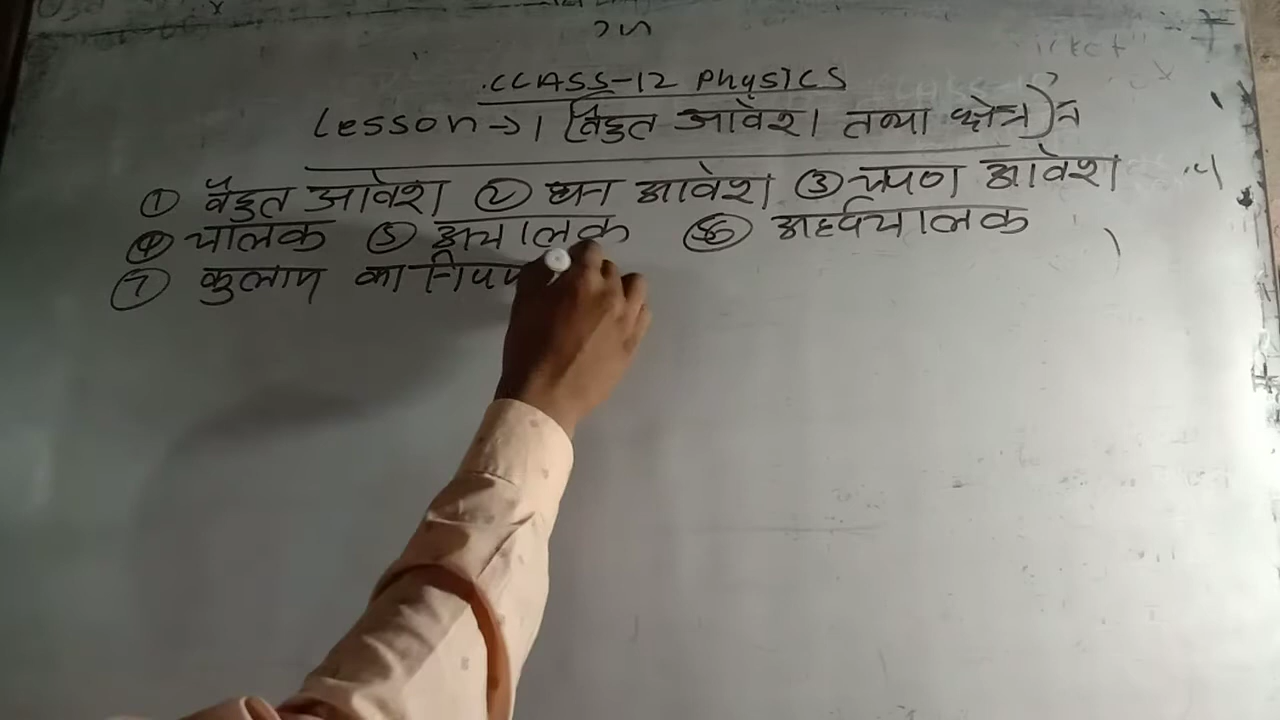 CLASS-12 PhysICS
Lesson → 1 (विद्युत आवेश तथा क्षेत्र)
① वैद्युत आवेश ② धन आवेश ③ ऋण आवेश
④ चालक ⑤ अचालक ⑥ अर्द्धचालक
⑦ कुलाम का